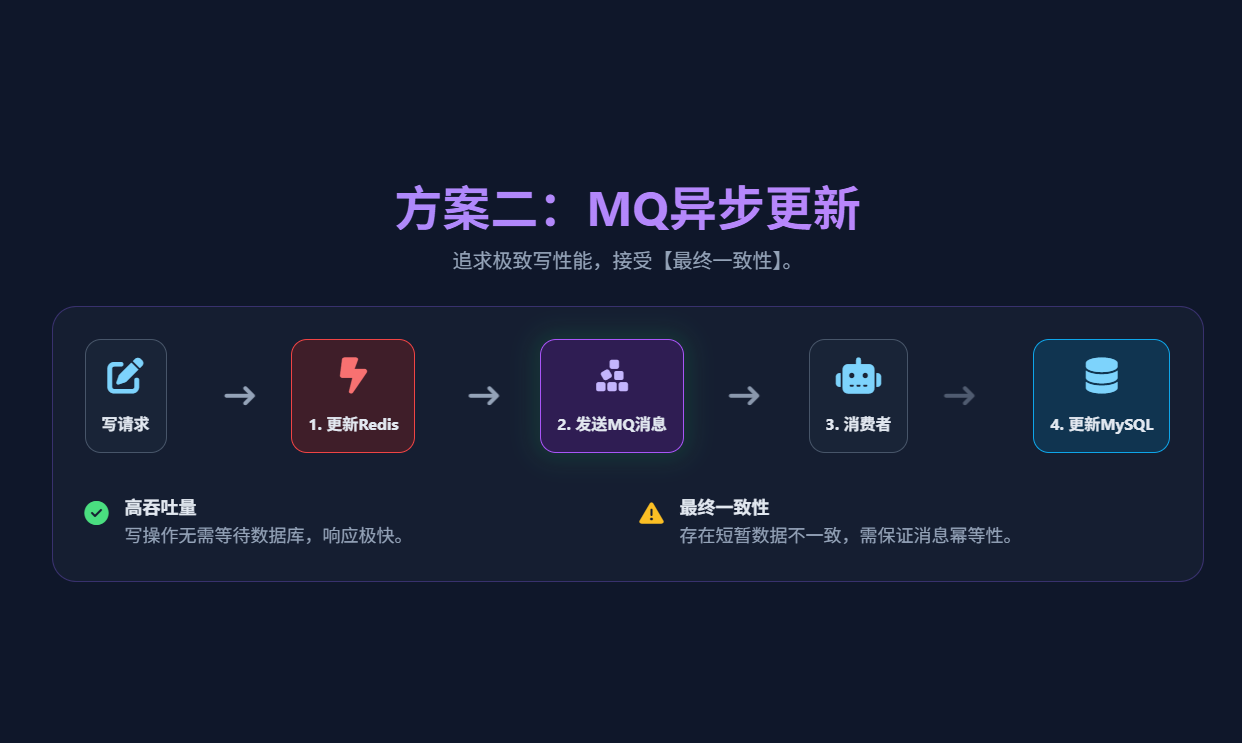 方案二：MQ异步更新
追求极致写性能，接受【最终一致性】。
写请求
1. 更新Redis
2. 发送MQ消息
3. 消费者
4. 更新MySQL
高吞吐量
写操作无需等待数据库，响应极快。
最终一致性
存在短暂数据不一致，需保证消息幂等性。